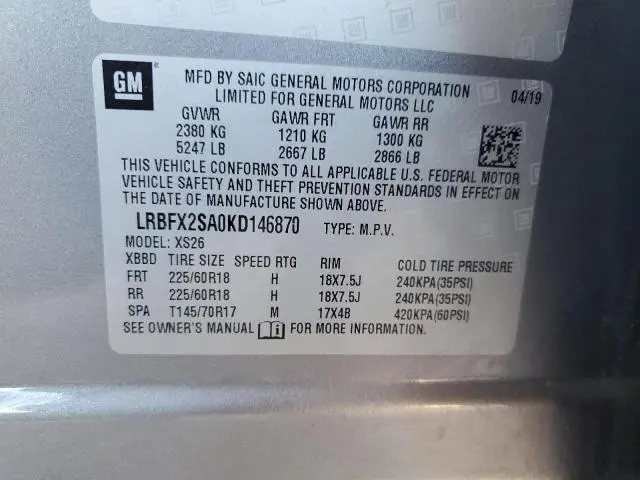 GM
MFD BY SAIC GENERAL MOTORS CORPORATION
LIMITED FOR GENERAL MOTORS LLC
04/19
GVWR GAWR FRT GAWR RR
2380 KG 1210 KG 1300 KG
5247 LB 2667 LB 2866 LB
THIS VEHICLE CONFORMS TO ALL APPLICABLE U.S. FEDERAL MOTOR
VEHICLE SAFETY AND THEFT PREVENTION STANDARDS IN EFFECT ON
THE DATE OF MANUFACTURE SHOWN ABOVE.
LRBFX2SA0KD146870 TYPE: M.P.V.
MODEL: XS26
XBBD TIRE SIZE SPEED RTG RIM COLD TIRE PRESSURE
FRT 225/60R18 H 18X7.5J 240KPA(35PSI)
RR 225/60R18 H 18X7.5J 240KPA(35PSI)
SPA T145/70R17 M 17X4B 420KPA(60PSI)
SEE OWNER'S MANUAL FOR MORE INFORMATION.